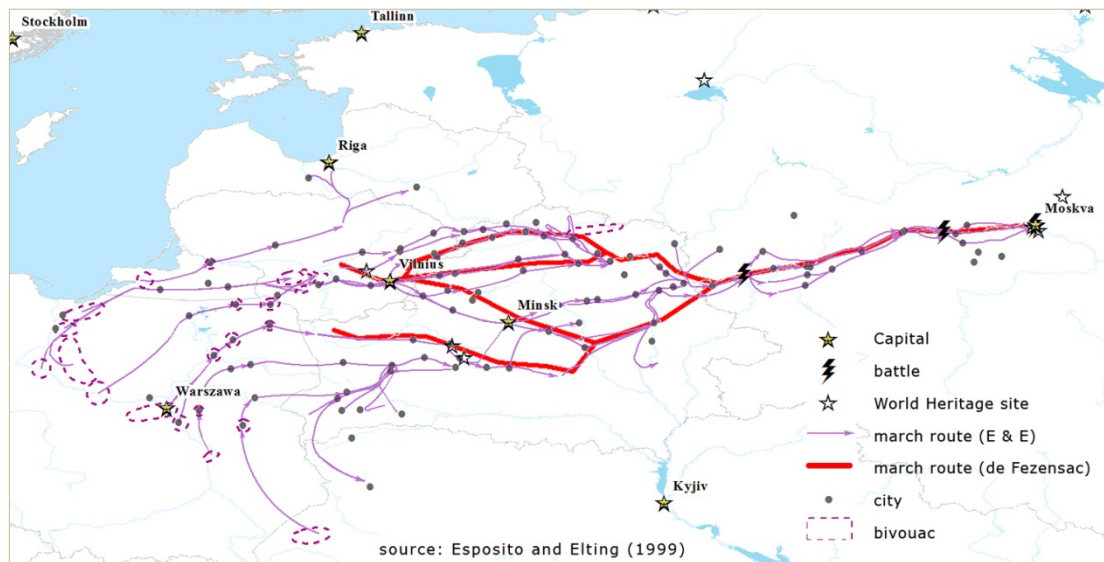 Stockholm
Tallinn
Riga
Moskva
Vilnius
Minsk
Warszawa
Kyjiv
Capital
battle
World Heritage site
march route (E & E)
march route (de Fezensac)
city
bivouac
source: Esposito and Elting (1999)